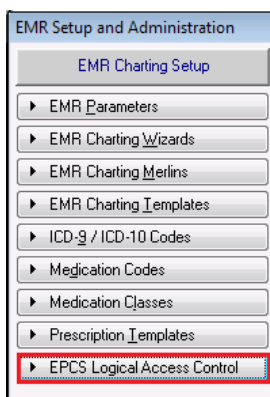 EMR Setup and Administration
EMR Charting Setup
EMR Parameters
EMR Charting Wizards
EMR Charting Merlins
EMR Charting Templates
ICD-9 / ICD-10 Codes
Medication Codes
Medication Classes
Prescription Templates
EPCS Logical Access Control